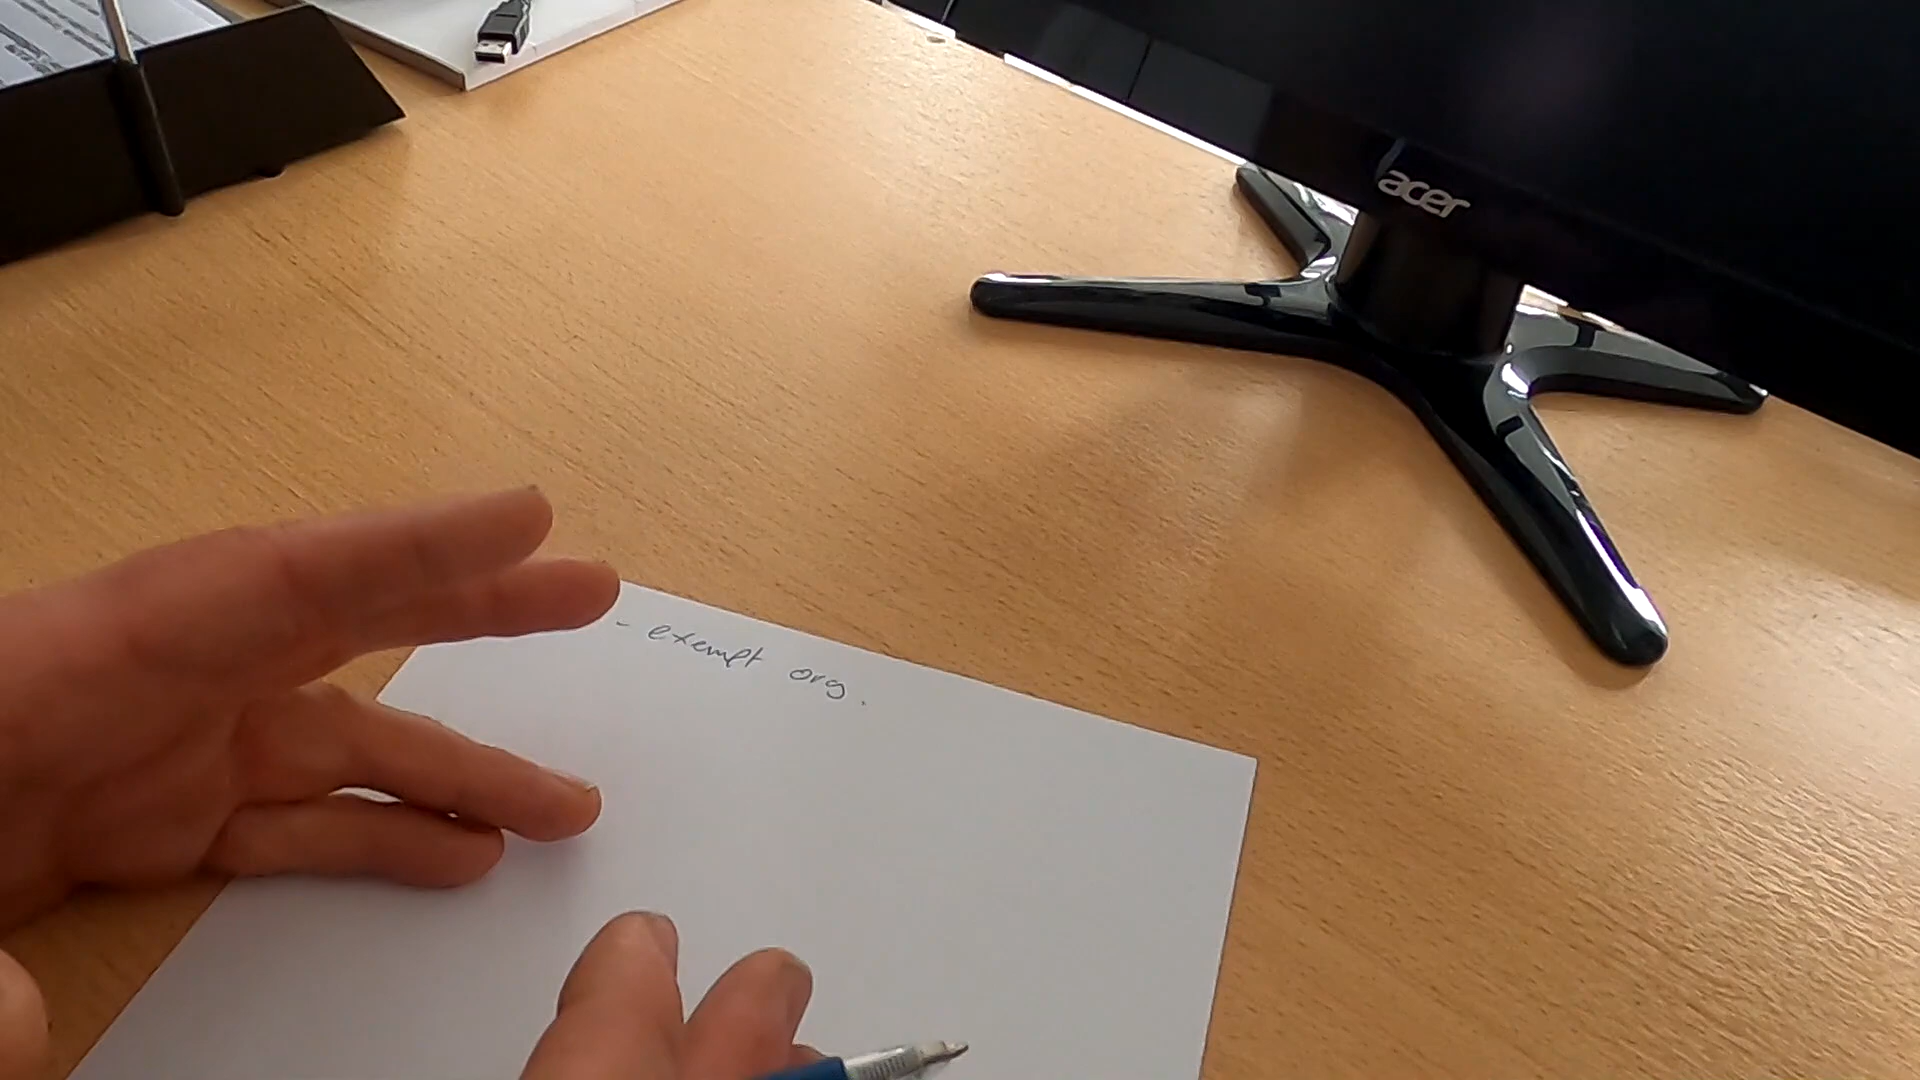 acer
- exempt org.